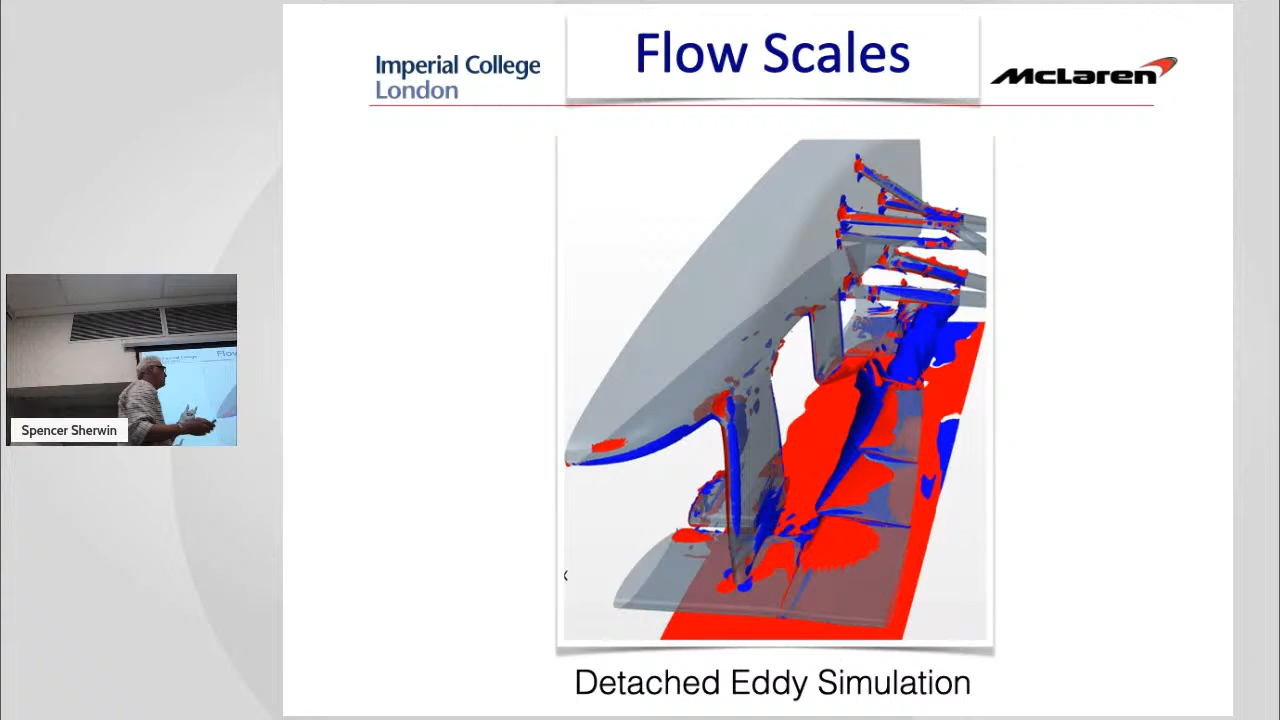 Flow Scales
Imperial College
London
McLaren
Spencer Sherwin
x
Detached Eddy Simulation